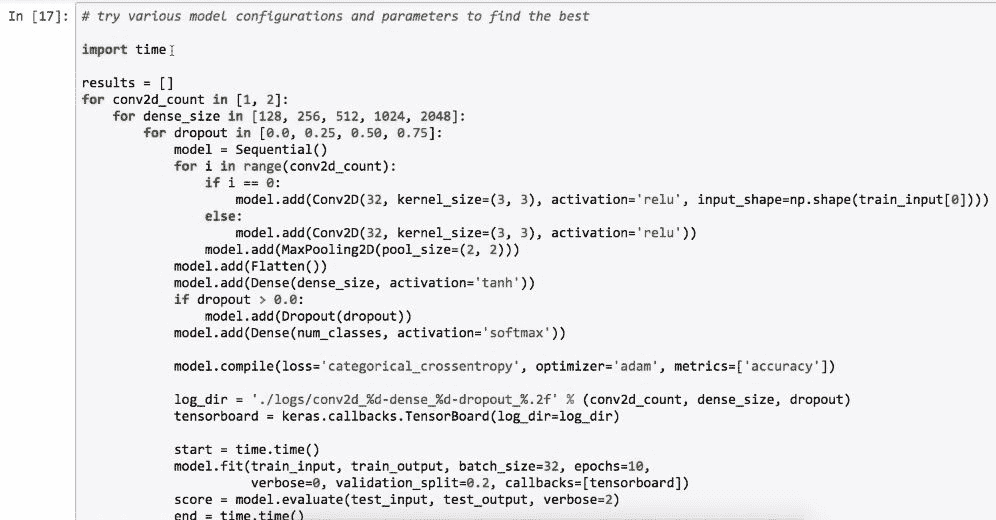 In [17]: # try various model configurations and parameters to find the best
import time
results = []
for conv2d_count in [1, 2]:
    for dense_size in [128, 256, 512, 1024, 2048]:
        for dropout in [0.0, 0.25, 0.50, 0.75]:
            model = Sequential()
            for i in range(conv2d_count):
                if i == 0:
                    model.add(Conv2D(32, kernel_size=(3, 3), activation='relu', input_shape=np.shape(train_input[0])))
                else:
                    model.add(Conv2D(32, kernel_size=(3, 3), activation='relu'))
                model.add(MaxPooling2D(pool_size=(2, 2)))
            model.add(Flatten())
            model.add(Dense(dense_size, activation='tanh'))
            if dropout > 0.0:
                model.add(Dropout(dropout))
            model.add(Dense(num_classes, activation='softmax'))
            model.compile(loss='categorical_crossentropy', optimizer='adam', metrics=['accuracy'])
            log_dir = './logs/conv2d_%d-dense_%d-dropout_%.2f' % (conv2d_count, dense_size, dropout)
            tensorboard = keras.callbacks.TensorBoard(log_dir=log_dir)
            start = time.time()
            model.fit(train_input, train_output, batch_size=32, epochs=10,
                      verbose=0, validation_split=0.2, callbacks=[tensorboard])
            score = model.evaluate(test_input, test_output, verbose=2)
            end = time.time()